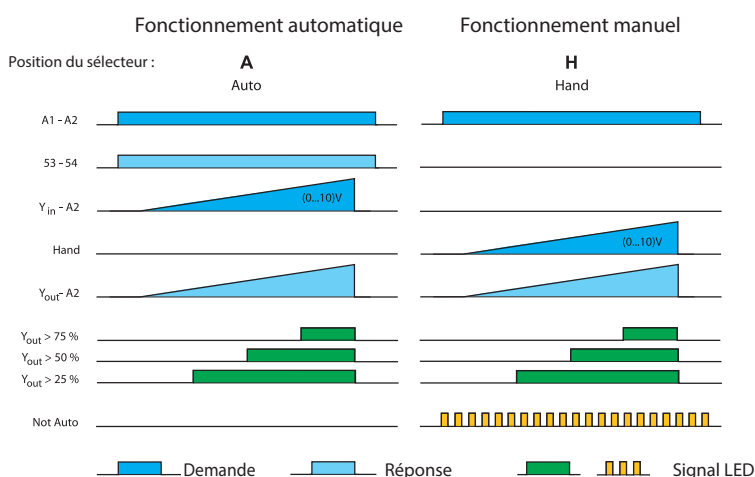 Fonctionnement automatique Fonctionnement manuel
Position du sélecteur : A H
Auto Hand
A1 - A2
53 - 54
Y in - A2 (0...10)V
Hand (0...10)V
Yout- A2
Yout > 75 %
Yout > 50 %
Yout > 25 %
Not Auto
Demande Réponse Signal LED